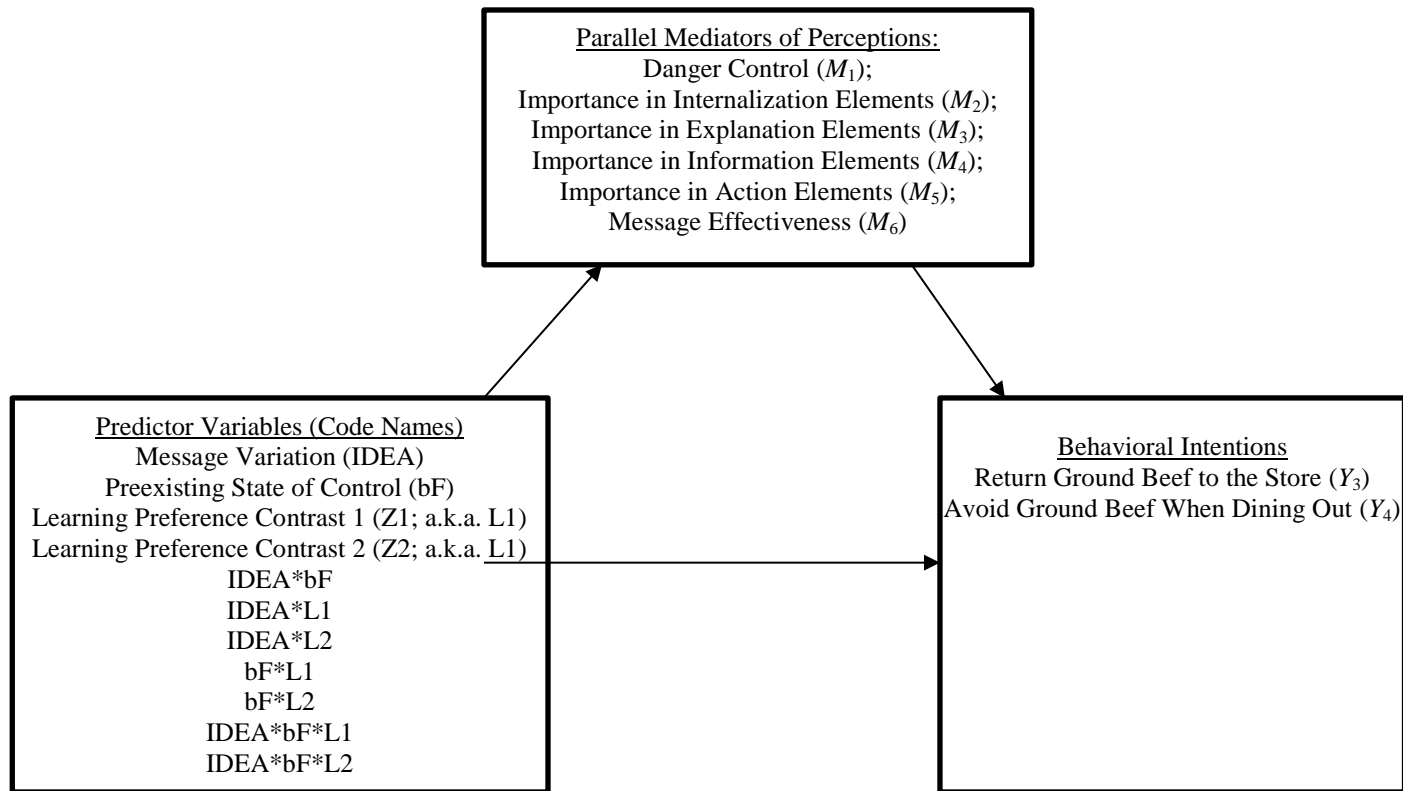 Parallel Mediators of Perceptions:
Danger Control (M1);
Importance in Internalization Elements (M2);
Importance in Explanation Elements (M3);
Importance in Information Elements (M4);
Importance in Action Elements (M5);
Message Effectiveness (M6)
Predictor Variables (Code Names)
Message Variation (IDEA)
Preexisting State of Control (bF)
Learning Preference Contrast 1 (Z1; a.k.a. L1)
Learning Preference Contrast 2 (Z2; a.k.a. L1)
IDEA*bF
IDEA*L1
IDEA*L2
bF*L1
bF*L2
IDEA*bF*L1
IDEA*bF*L2
Behavioral Intentions
Return Ground Beef to the Store (Y3)
Avoid Ground Beef When Dining Out (Y4)